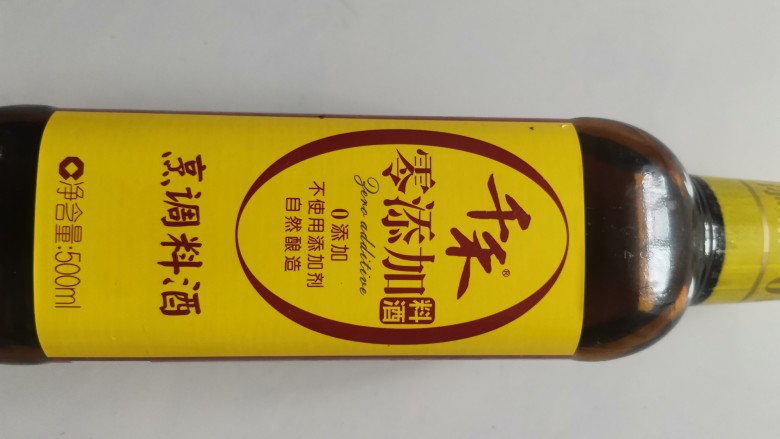 千禾®
零添加 料酒
Zero additive
0添加
不使用添加剂
自然酿造
烹调料酒
净含量:500ml